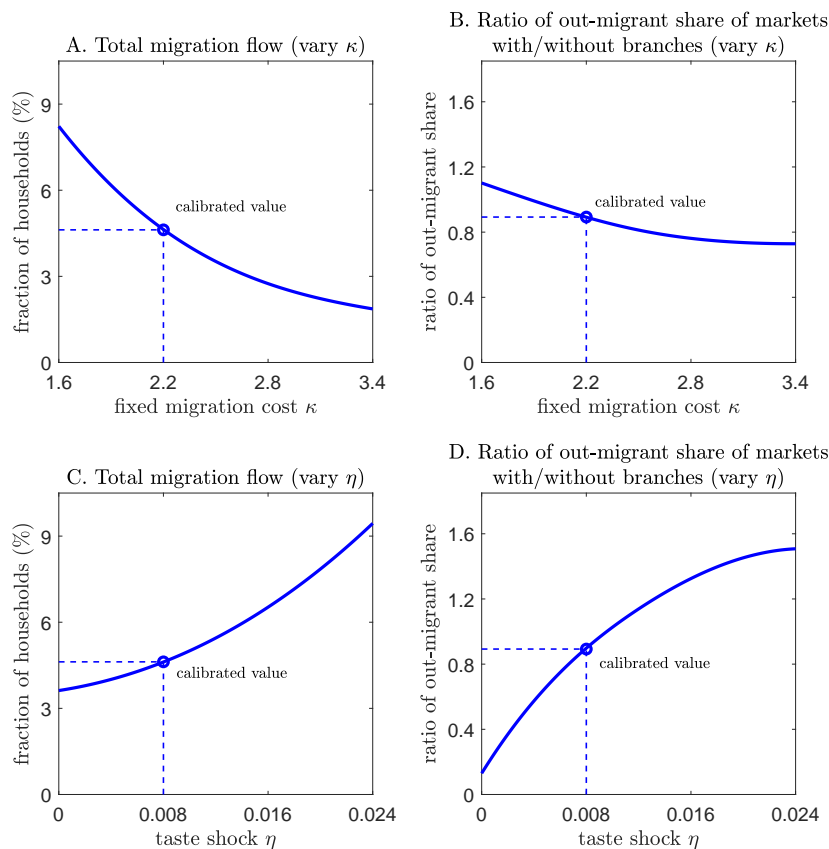 A. Total migration flow (vary κ)
fraction of households (%)
9
6
3
0
calibrated value
1.6 2.2 2.8 3.4
fixed migration cost κ
B. Ratio of out-migrant share of markets
with/without branches (vary κ)
ratio of out-migrant share
1.6
1.2
0.8
0.4
0
calibrated value
1.6 2.2 2.8 3.4
fixed migration cost κ
C. Total migration flow (vary η)
fraction of households (%)
9
6
3
0
calibrated value
0 0.008 0.016 0.024
taste shock η
D. Ratio of out-migrant share of markets
with/without branches (vary η)
ratio of out-migrant share
1.6
1.2
0.8
0.4
0
calibrated value
0 0.008 0.016 0.024
taste shock η